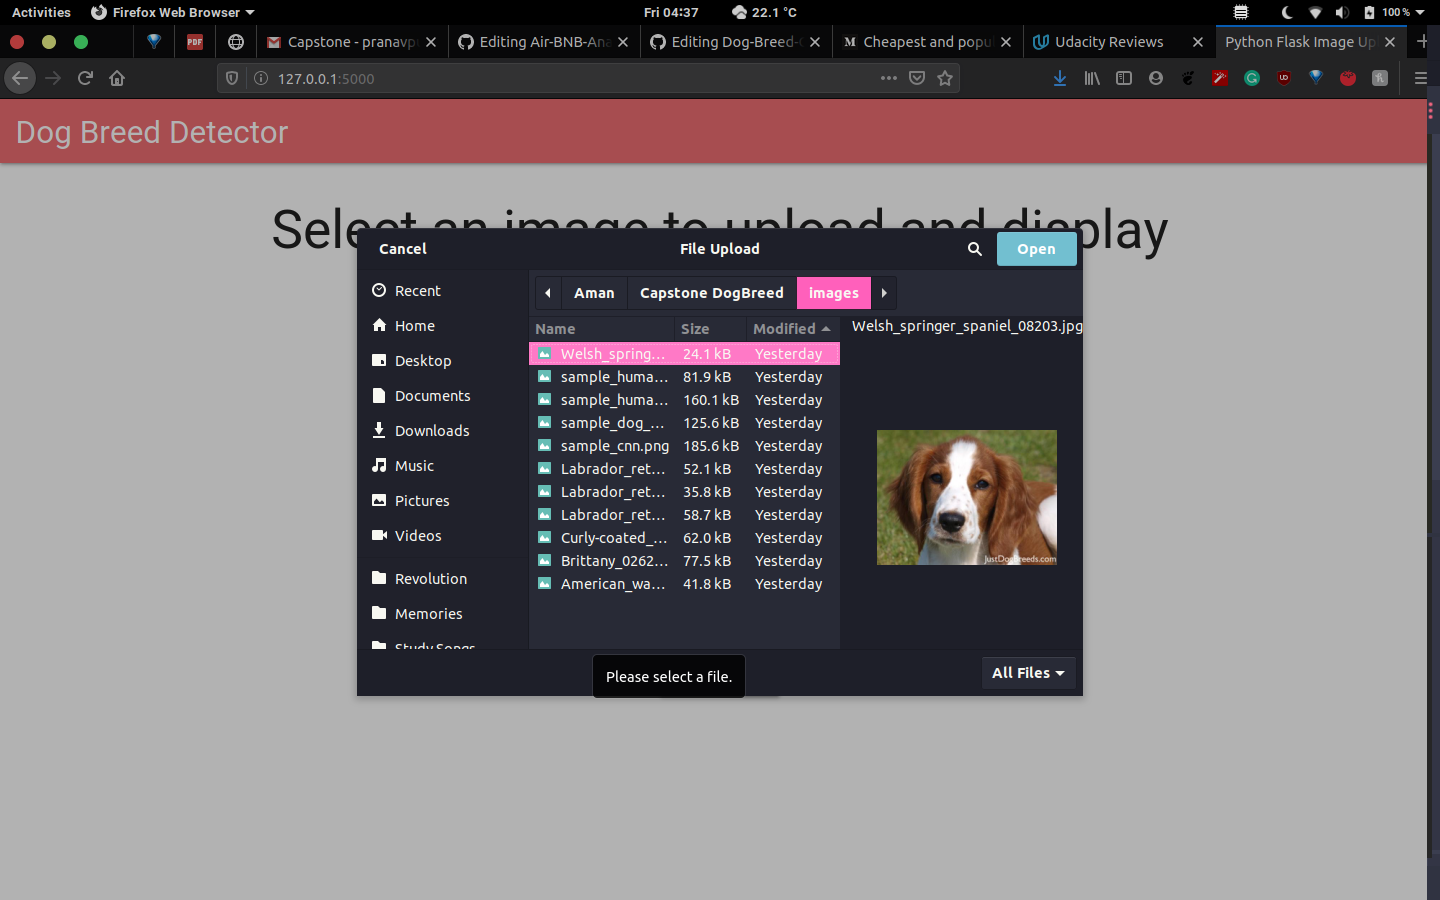 Activities Firefox Web Browser Fri 04:37 22.1 °C 100 %
PDF Capstone - pranavp Editing Air-BNB-Ana Editing Dog-Breed- M Cheapest and popu Udacity Reviews Python Flask Image Up
127.0.0.1:5000
Dog Breed Detector
Select an image to upload and display
Cancel File Upload Open
Recent
Home
Desktop
Documents
Downloads
Music
Pictures
Videos
Revolution
Memories
Study Songs
Aman Capstone DogBreed images
Name Size Modified
Welsh_spring... 24.1 kB Yesterday
sample_huma... 81.9 kB Yesterday
sample_huma... 160.1 kB Yesterday
sample_dog_... 125.6 kB Yesterday
sample_cnn.png 185.6 kB Yesterday
Labrador_ret... 52.1 kB Yesterday
Labrador_ret... 35.8 kB Yesterday
Labrador_ret... 58.7 kB Yesterday
Curly-coated_... 62.0 kB Yesterday
Brittany_0262... 77.5 kB Yesterday
American_wa... 41.8 kB Yesterday
Welsh_springer_spaniel_08203.jpg
JustDogBreeds.com
Please select a file.
All Files